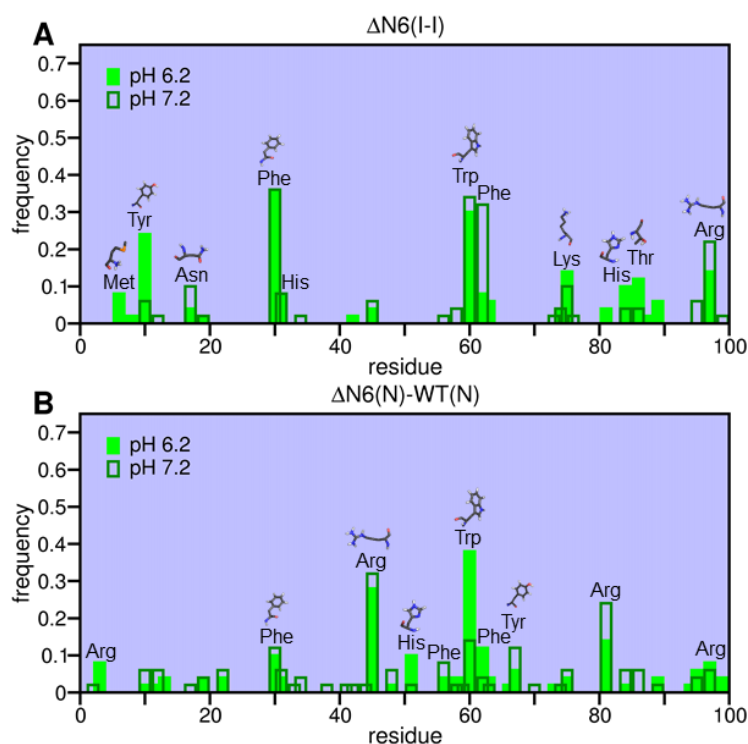 A
ΔN6(I-I)
0.7
0.6
0.5
0.4
0.3
0.2
0.1
0
frequency
pH 6.2
pH 7.2
Met
Tyr
Asn
Phe
His
Trp
Phe
Lys
His
Thr
Arg
0 20 40 60 80 100
residue
B
ΔN6(N)-WT(N)
0.7
0.6
0.5
0.4
0.3
0.2
0.1
0
frequency
pH 6.2
pH 7.2
Arg
Phe
Arg
His
Phe
Trp
Phe
Tyr
Arg
Arg
0 20 40 60 80 100
residue